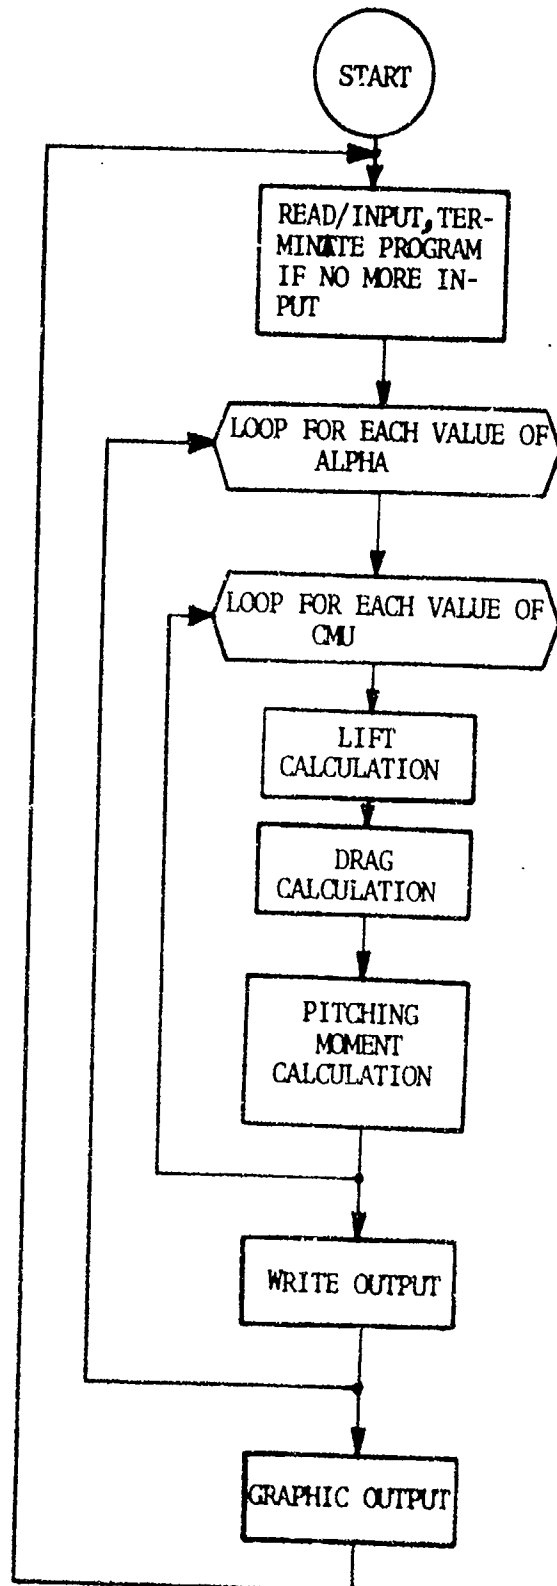 START
READ/INPUT, TER-
MINATE PROGRAM
IF NO MORE IN-
PUT
LOOP FOR EACH VALUE OF
ALPHA
LOOP FOR EACH VALUE OF
CMU
LIFT
CALCULATION
DRAG
CALCULATION
PITCHING
MOMENT
CALCULATION
WRITE OUTPUT
GRAPHIC OUTPUT